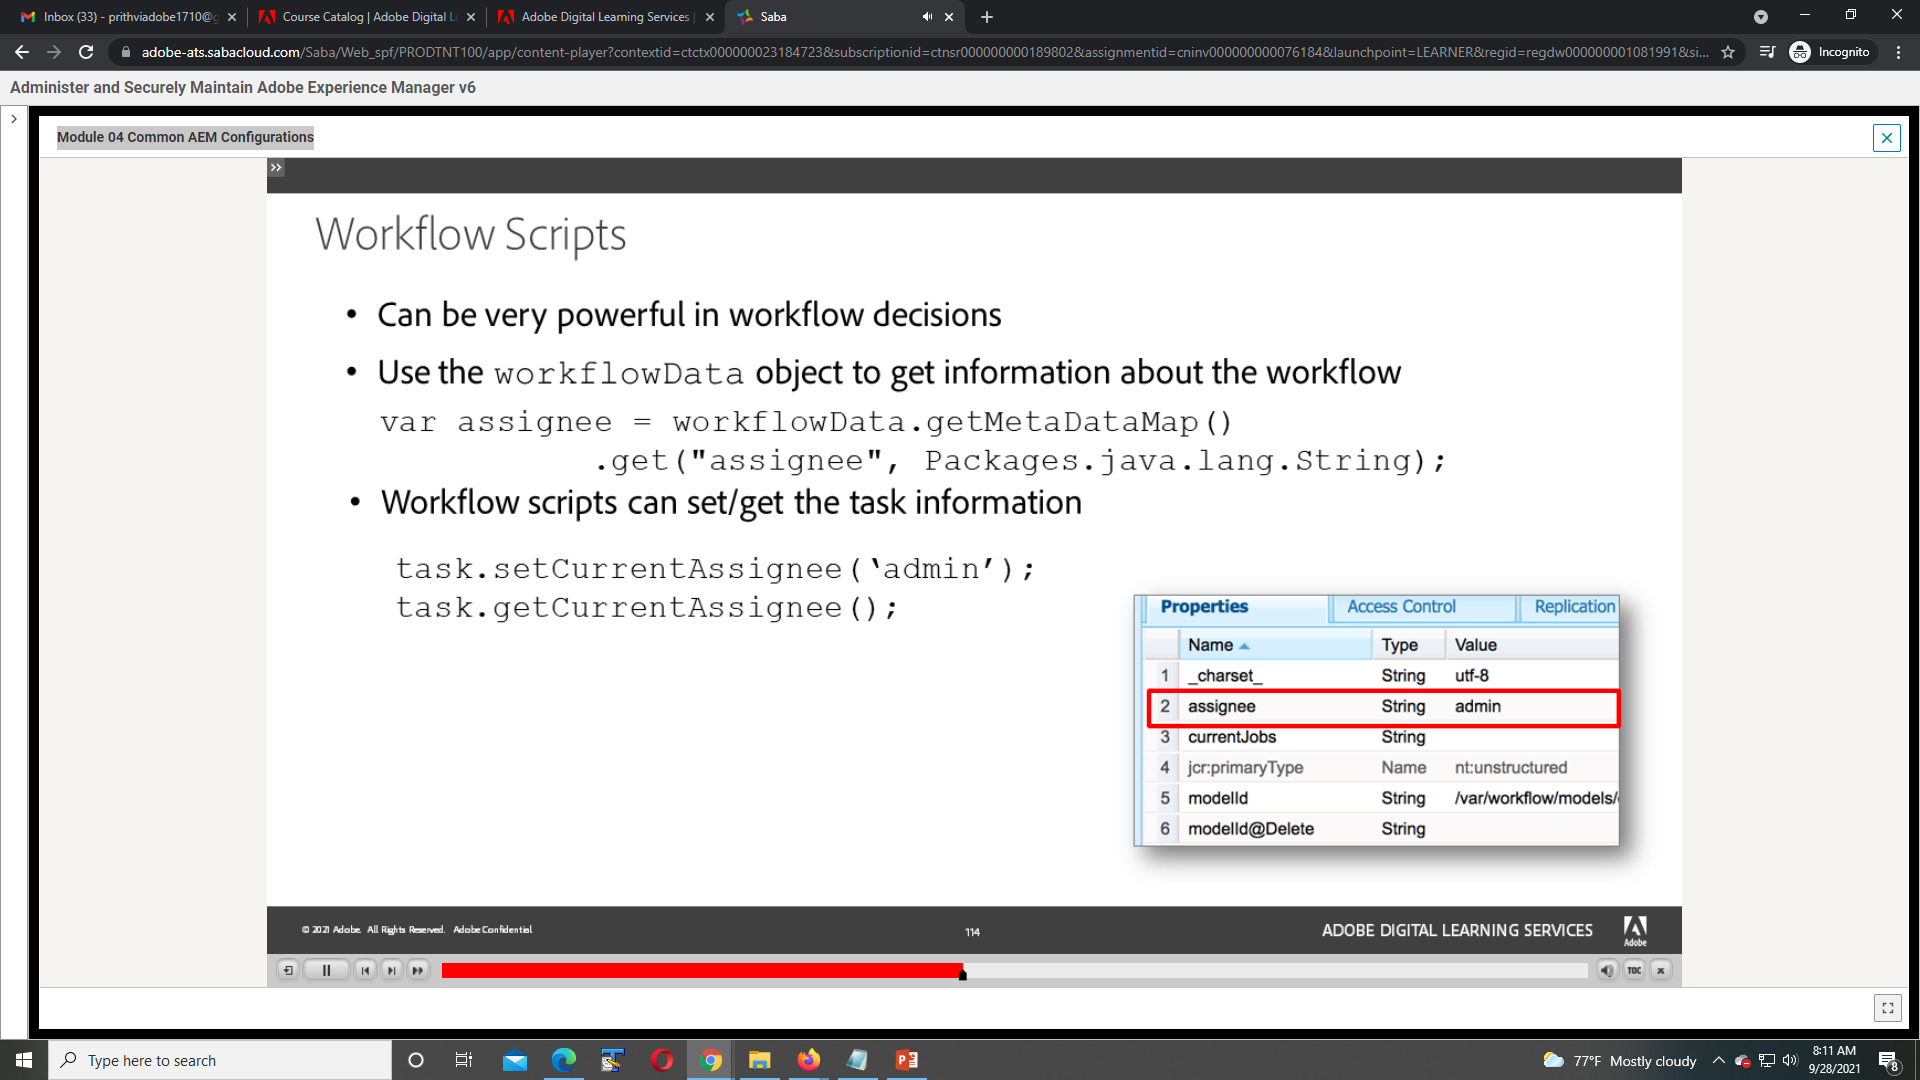 Inbox (33) - prithviadobe1710@g
Course Catalog | Adobe Digital L
Adobe Digital Learning Services |
Saba
adobe-ats.sabacloud.com/Saba/Web_spf/PRODTNT100/app/content-player?contextid=ctctx000000023184723&subscriptionid=ctnsr0000000000189802&assignmentid=cninv000000000076184&launchpoint=LEARNER&regid=regdw000000001081991&si...
Incognito
Administer and Securely Maintain Adobe Experience Manager v6
Module 04 Common AEM Configurations
Workflow Scripts
• Can be very powerful in workflow decisions
• Use the workflowData object to get information about the workflow
var assignee = workflowData.getMetaDataMap()
.get("assignee", Packages.java.lang.String);
• Workflow scripts can set/get the task information
task.setCurrentAssignee(‘admin’);
task.getCurrentAssignee();
Properties Access Control Replication
Name Type Value
1 _charset_ String utf-8
2 assignee String admin
3 currentJobs String
4 jcr:primaryType Name nt:unstructured
5 modelId String /var/workflow/models/
6 modelId@Delete String
© 2021 Adobe. All Rights Reserved. Adobe Confidential.
114
ADOBE DIGITAL LEARNING SERVICES
Adobe
TOC
Type here to search
77°F Mostly cloudy
8:11 AM
9/28/2021
8